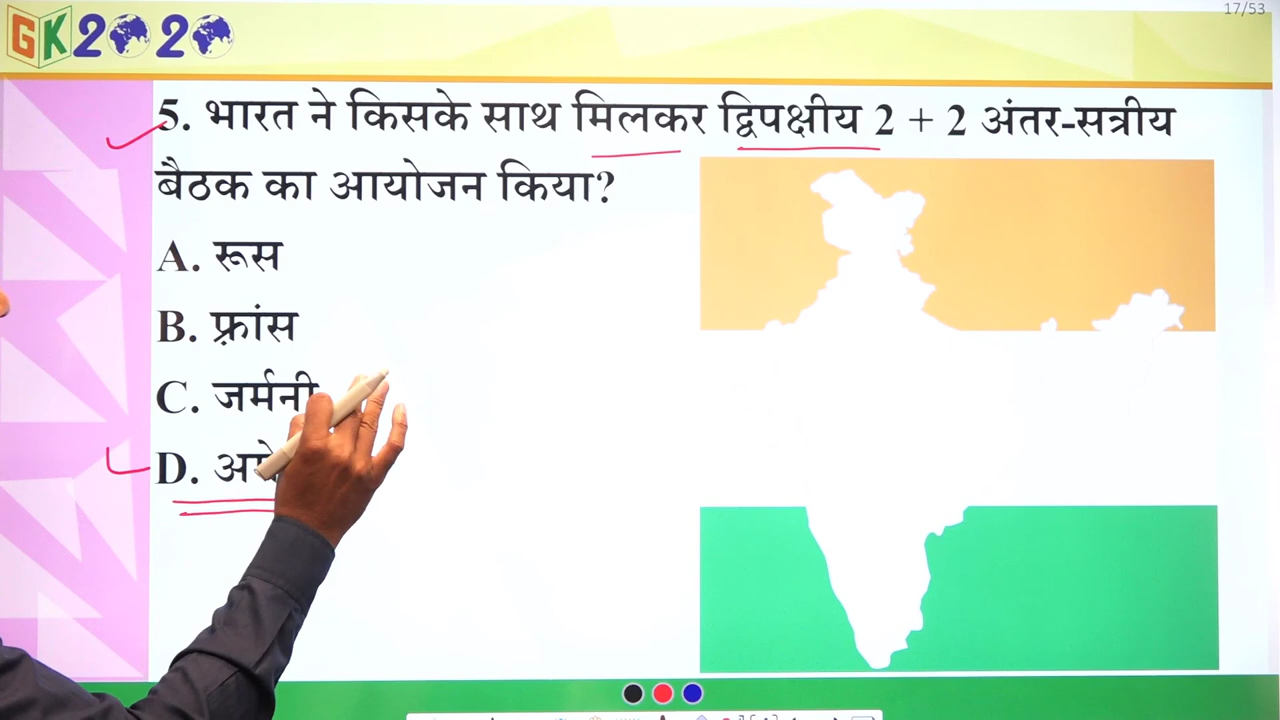 17/53
GK2020
5. भारत ने किसके साथ मिलकर द्विपक्षीय 2 + 2 अंतर-सत्रीय
बैठक का आयोजन किया?
A. रूस
B. फ़्रांस
C. जर्मनी
D.